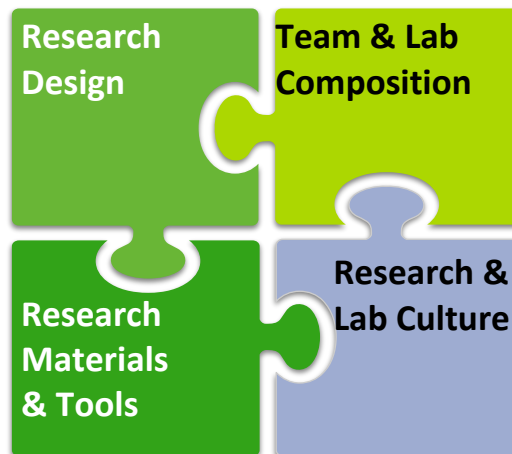 Research
Design
Team & Lab
Composition
Research
Materials
& Tools
Research &
Lab Culture